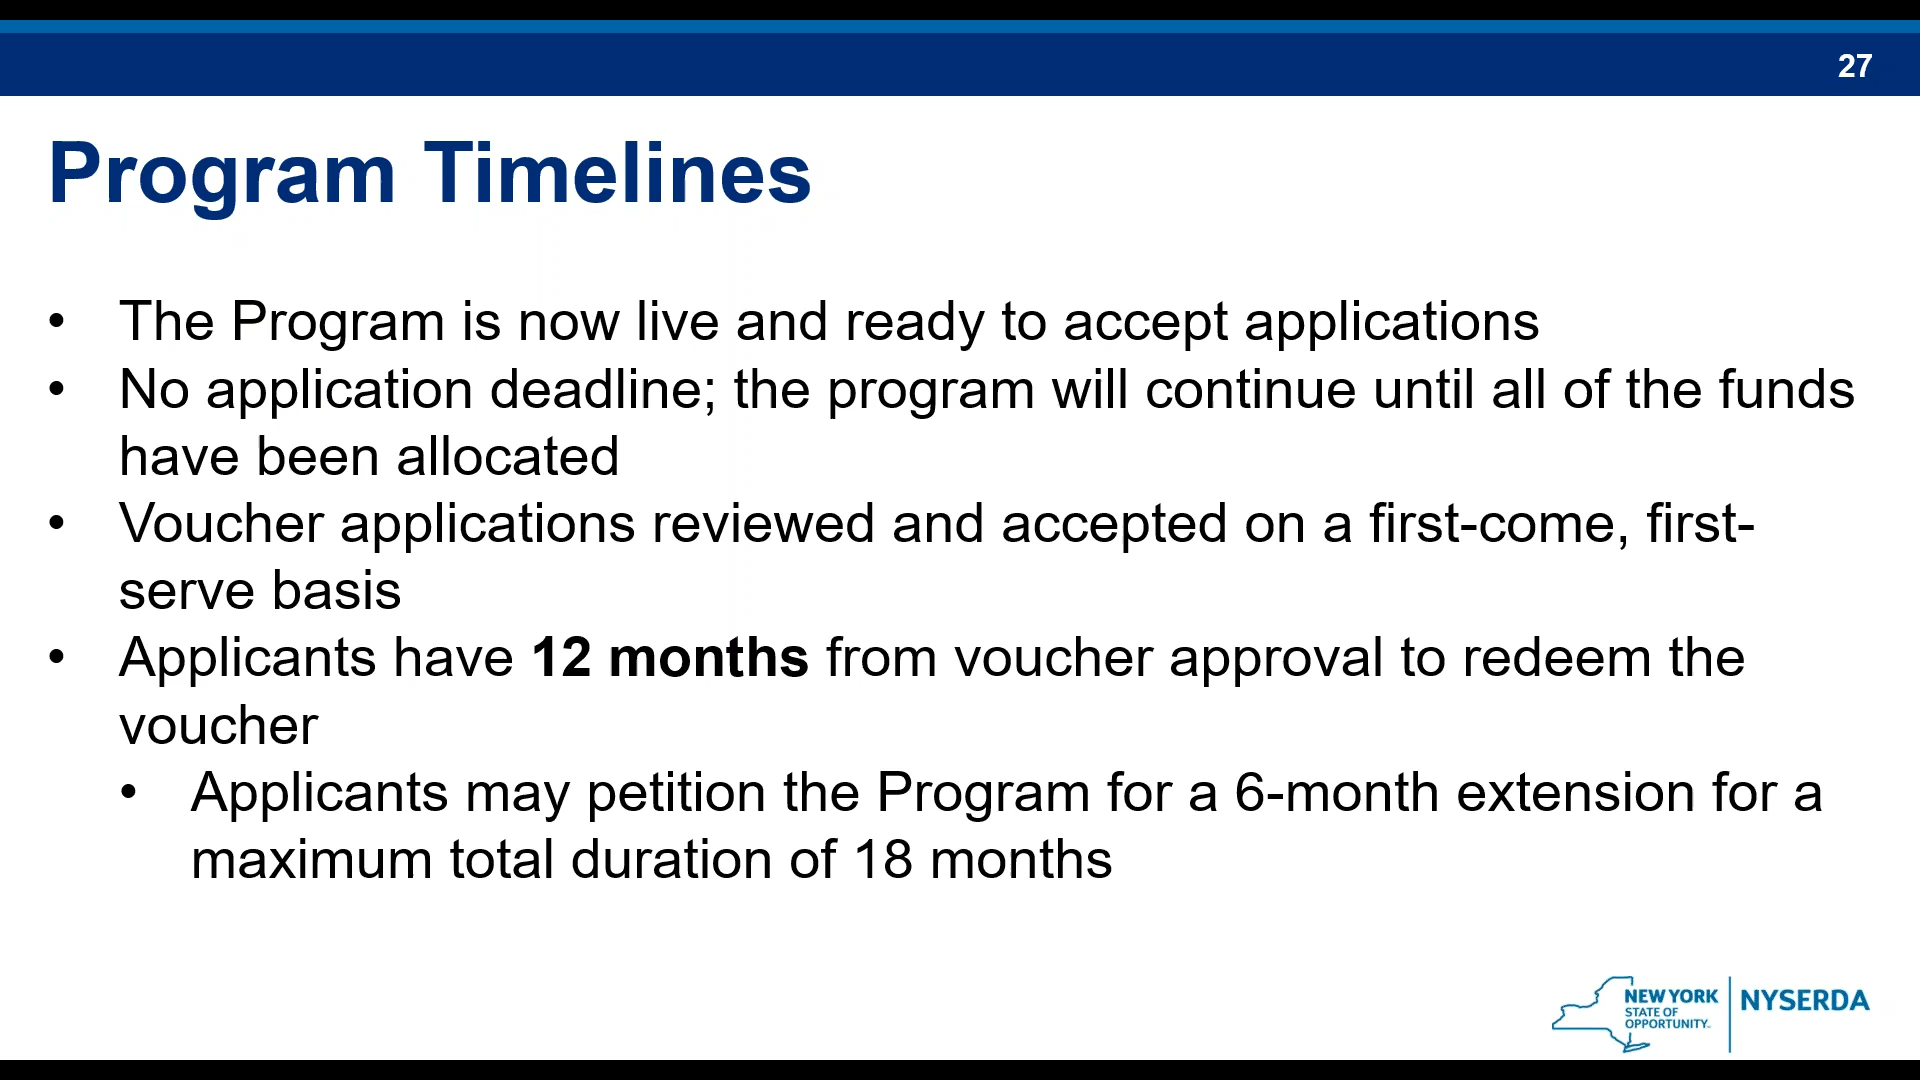 27
Program Timelines
• The Program is now live and ready to accept applications
• No application deadline; the program will continue until all of the funds
have been allocated
• Voucher applications reviewed and accepted on a first-come, first-
serve basis
• Applicants have 12 months from voucher approval to redeem the
voucher
• Applicants may petition the Program for a 6-month extension for a
maximum total duration of 18 months
NEW YORK
STATE OF
OPPORTUNITY.
NYSERDA